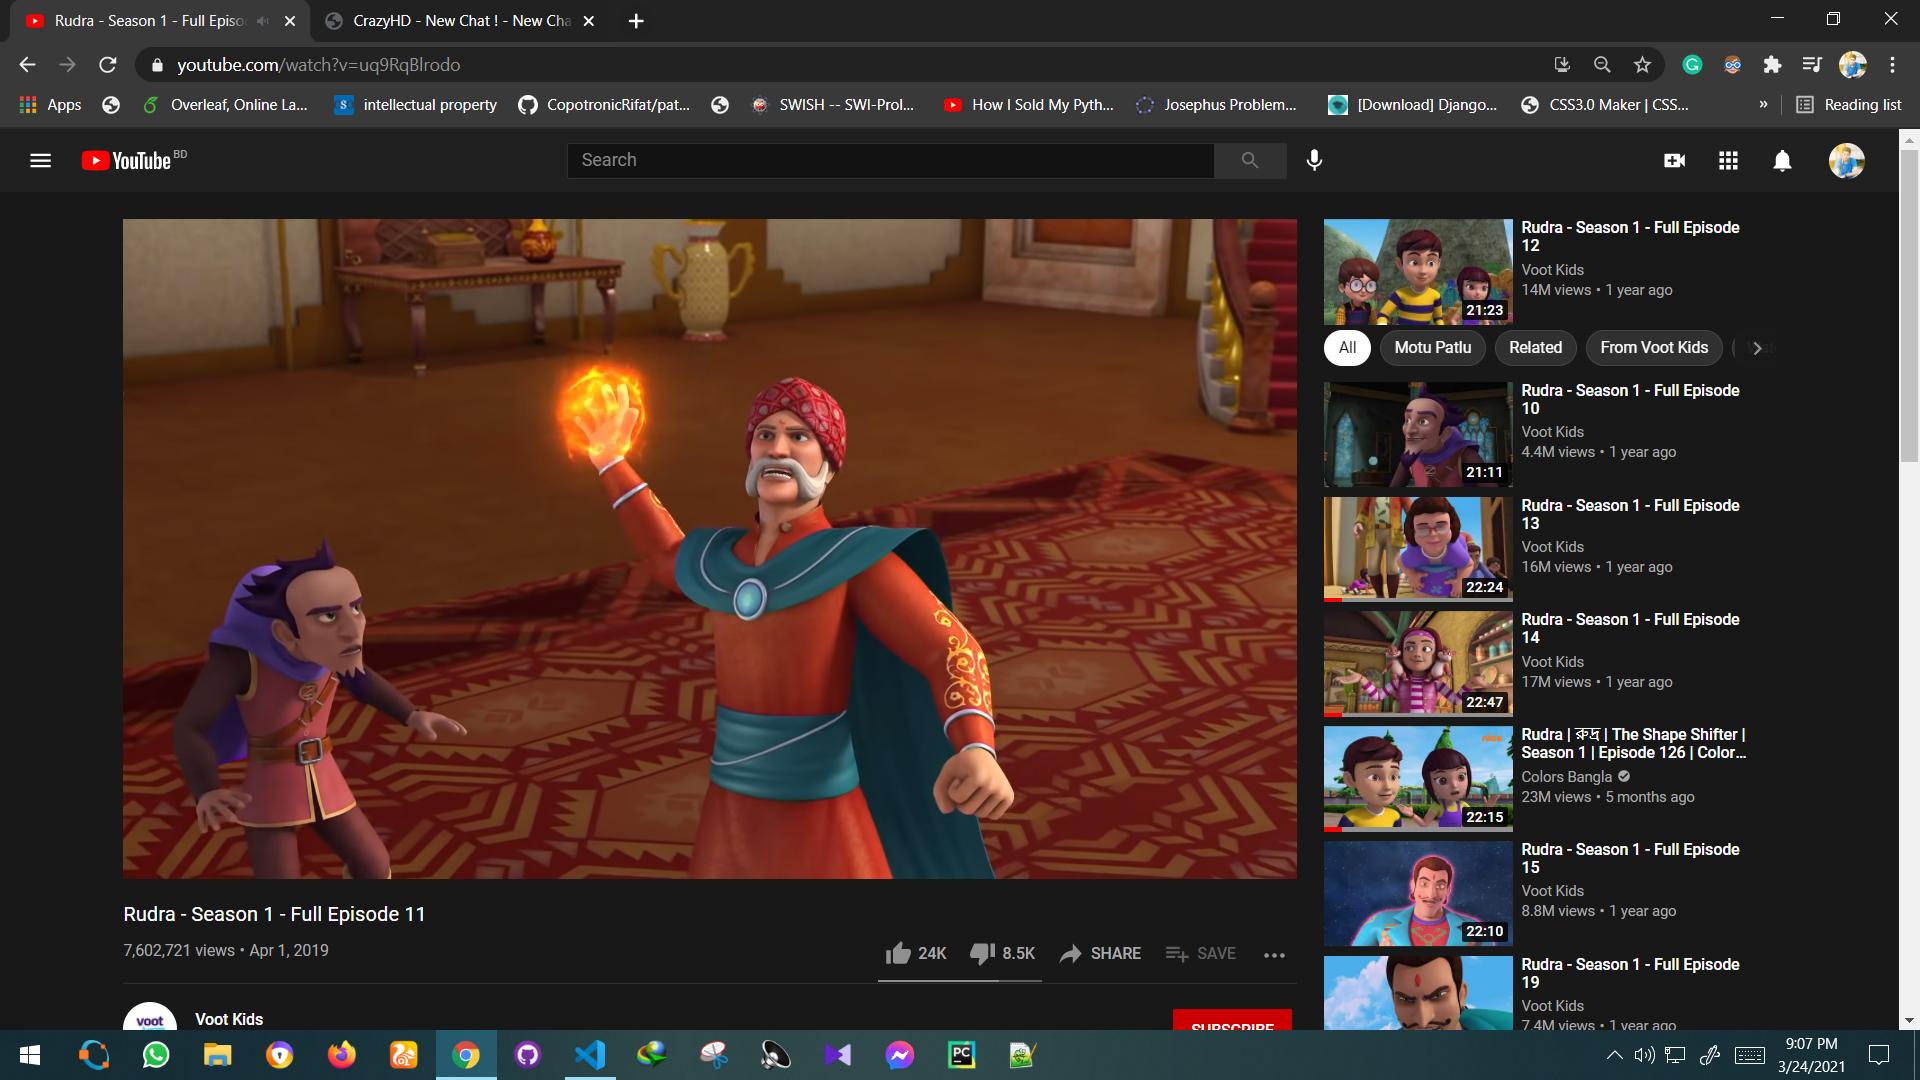 Rudra - Season 1 - Full Episo
CrazyHD - New Chat ! - New Cha
youtube.com/watch?v=uq9RqBlrodo
Apps
Overleaf, Online La...
intellectual property
CopotronicRifat/pat...
SWISH -- SWI-Prol...
How I Sold My Pyth...
Josephus Problem...
[Download] Django...
CSS3.0 Maker | CSS...
»
Reading list
YouTube BD
Search
Rudra - Season 1 - Full Episode 11
7,602,721 views • Apr 1, 2019
24K
8.5K
SHARE
SAVE
voot
Voot Kids
SUBSCRIBE
Rudra - Season 1 - Full Episode
12
Voot Kids
14M views • 1 year ago
21:23
All
Motu Patlu
Related
From Voot Kids
Rudra - Season 1 - Full Episode
10
Voot Kids
4.4M views • 1 year ago
21:11
Rudra - Season 1 - Full Episode
13
Voot Kids
16M views • 1 year ago
22:24
Rudra - Season 1 - Full Episode
14
Voot Kids
17M views • 1 year ago
22:47
Rudra | রুদ্র | The Shape Shifter |
Season 1 | Episode 126 | Color...
Colors Bangla
23M views • 5 months ago
22:15
Rudra - Season 1 - Full Episode
15
Voot Kids
8.8M views • 1 year ago
22:10
Rudra - Season 1 - Full Episode
19
Voot Kids
7.4M views • 1 year ago
PC
9:07 PM
3/24/2021